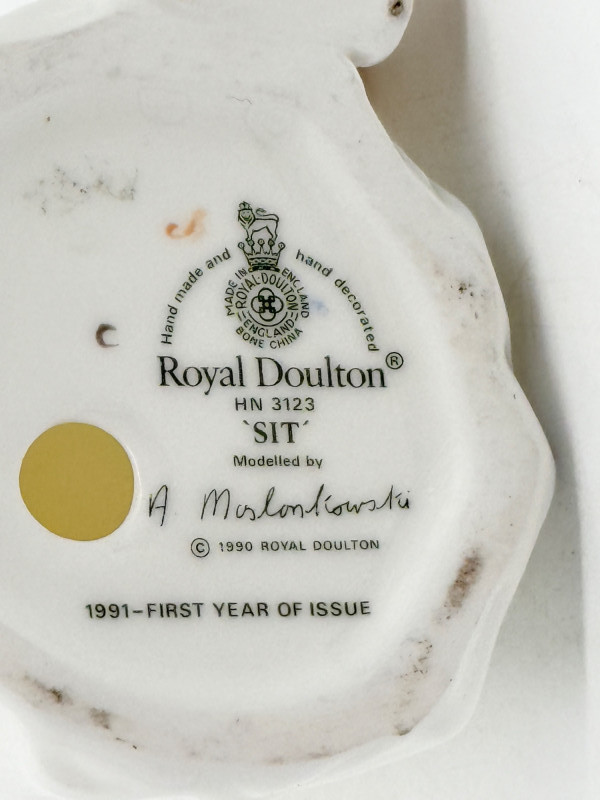 Hand made and hand decorated
MADE IN ENGLAND
ROYAL·DOULTON
ENGLAND
BONE CHINA
Royal Doulton®
HN 3123
`SIT´
Modelled by
A Maslankowski
© 1990 ROYAL DOULTON
1991–FIRST YEAR OF ISSUE